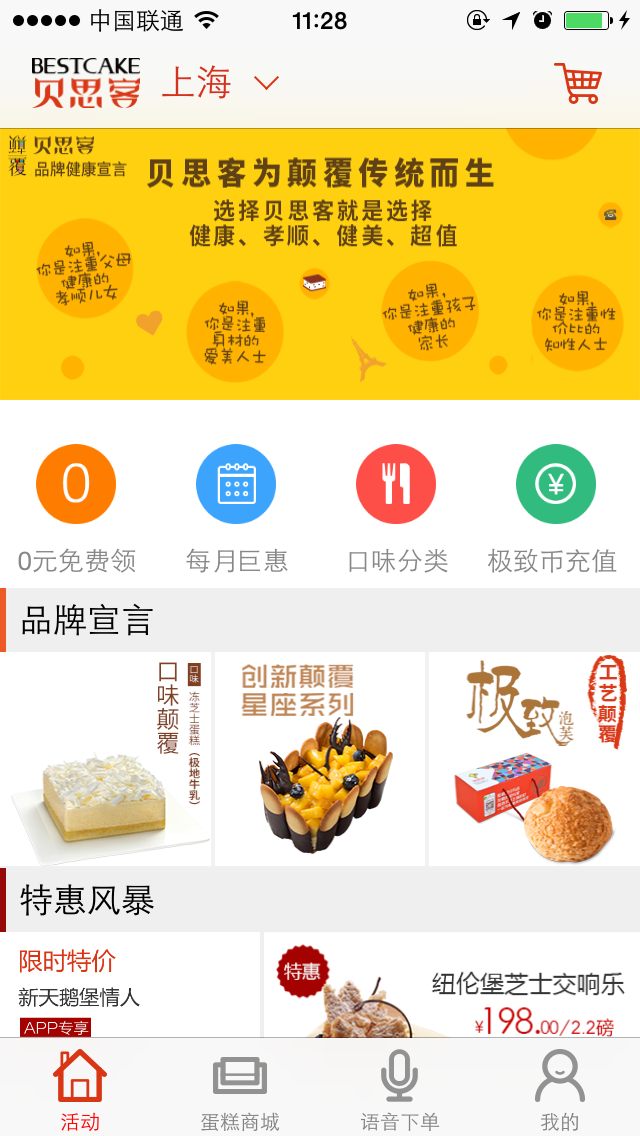 中国联通
11:28
BESTCAKE
贝思客
上海
颠覆
贝思客
品牌健康宣言
贝思客为颠覆传统而生
选择贝思客就是选择
健康、孝顺、健美、超值
如果,
你是注重父母
健康的
孝顺儿女
如果,
你是注重
身材的
爱美人士
如果,
你是注重孩子
健康的
家长
如果,
你是注重性
价比的
知性人士
0
0元免费领
每月巨惠
口味分类
¥
极致币充值
品牌宣言
口味颠覆
口味
冻芝士蛋糕(极地牛乳)
创新颠覆
星座系列
极致
泡芙
工艺颠覆
特惠风暴
限时特价
新天鹅堡情人
APP专享
特惠
纽伦堡芝士交响乐
¥198.00/2.2磅
活动
蛋糕商城
语音下单
我的